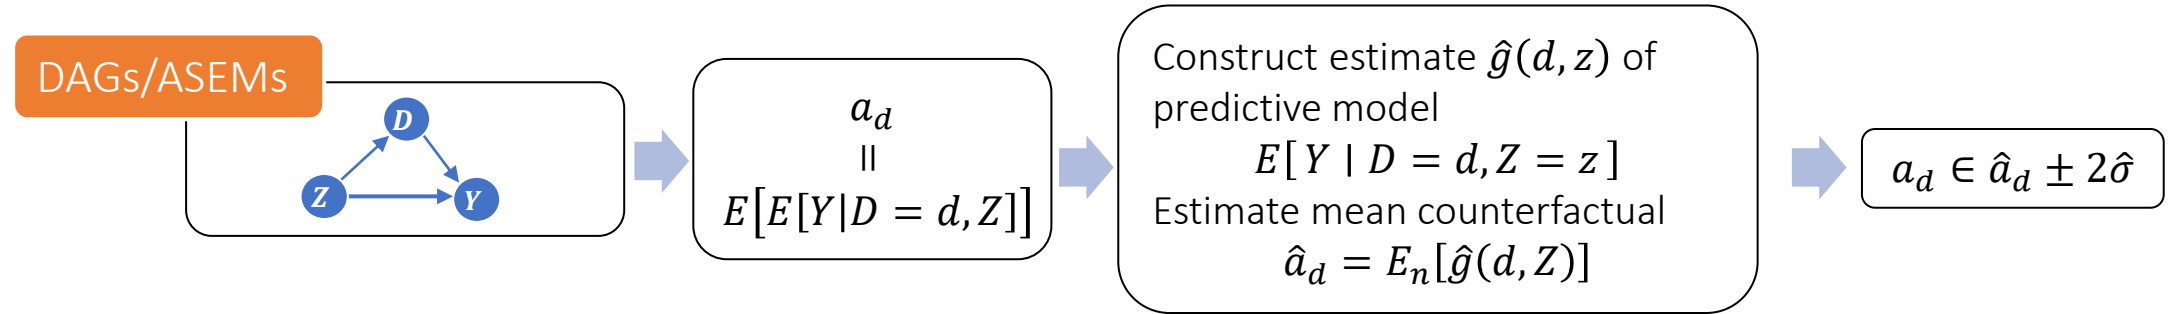 DAGs/ASEMs
D
Z
Y
a_d
=
E[E[Y|D = d, Z]]
Construct estimate ĝ(d, z) of
predictive model
E[ Y | D = d, Z = z ]
Estimate mean counterfactual
â_d = E_n[ĝ(d, Z)]
a_d ∈ â_d ± 2σ̂